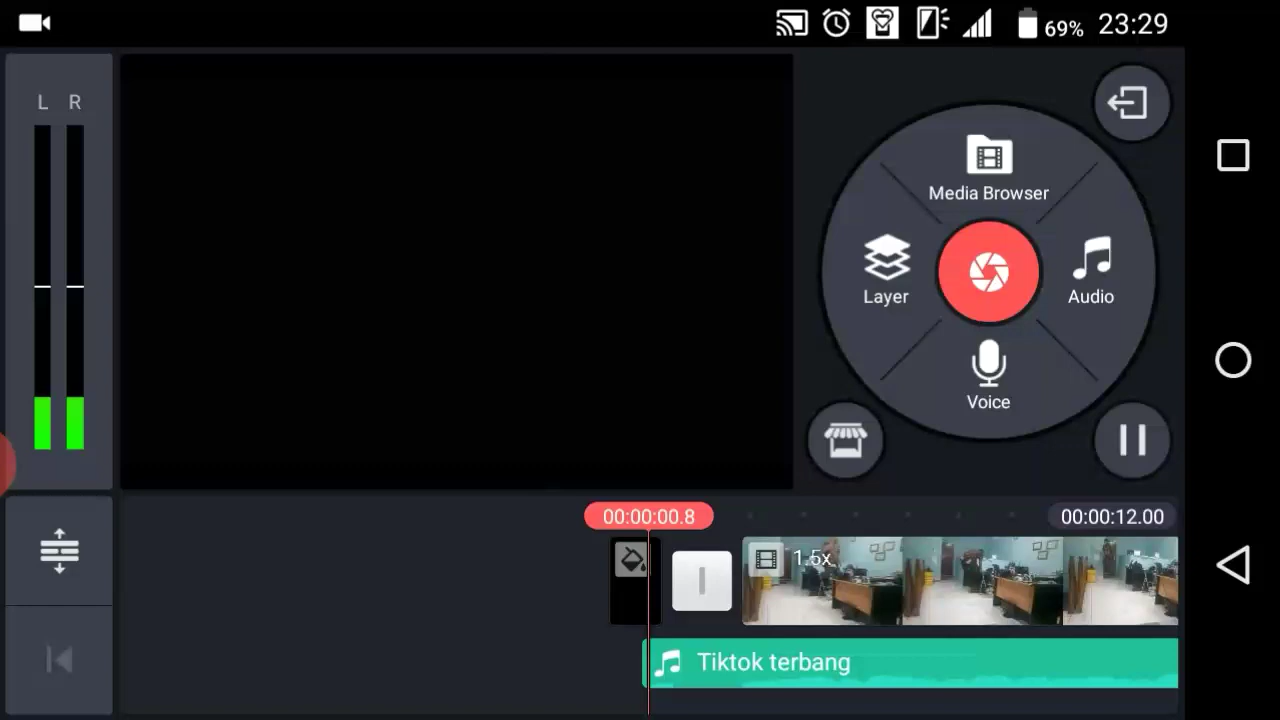 69% 23:29
L R
Media Browser
Layer
Audio
Voice
00:00:00.8
00:00:12.00
1.5x
Tiktok terbang